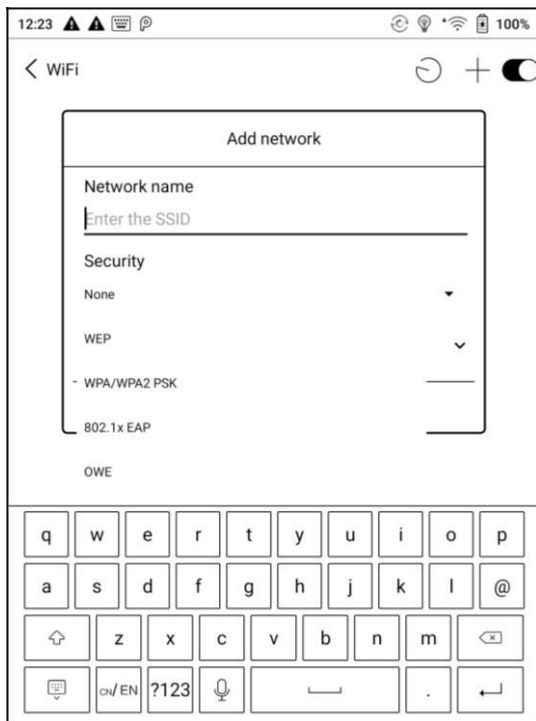 12:23 100%
WiFi
Add network
Network name
Enter the SSID
Security
None
WEP
- WPA/WPA2 PSK
802.1x EAP
OWE
q w e r t y u i o p
a s d f g h j k l @
z x c v b n m
CN/EN ?123 .